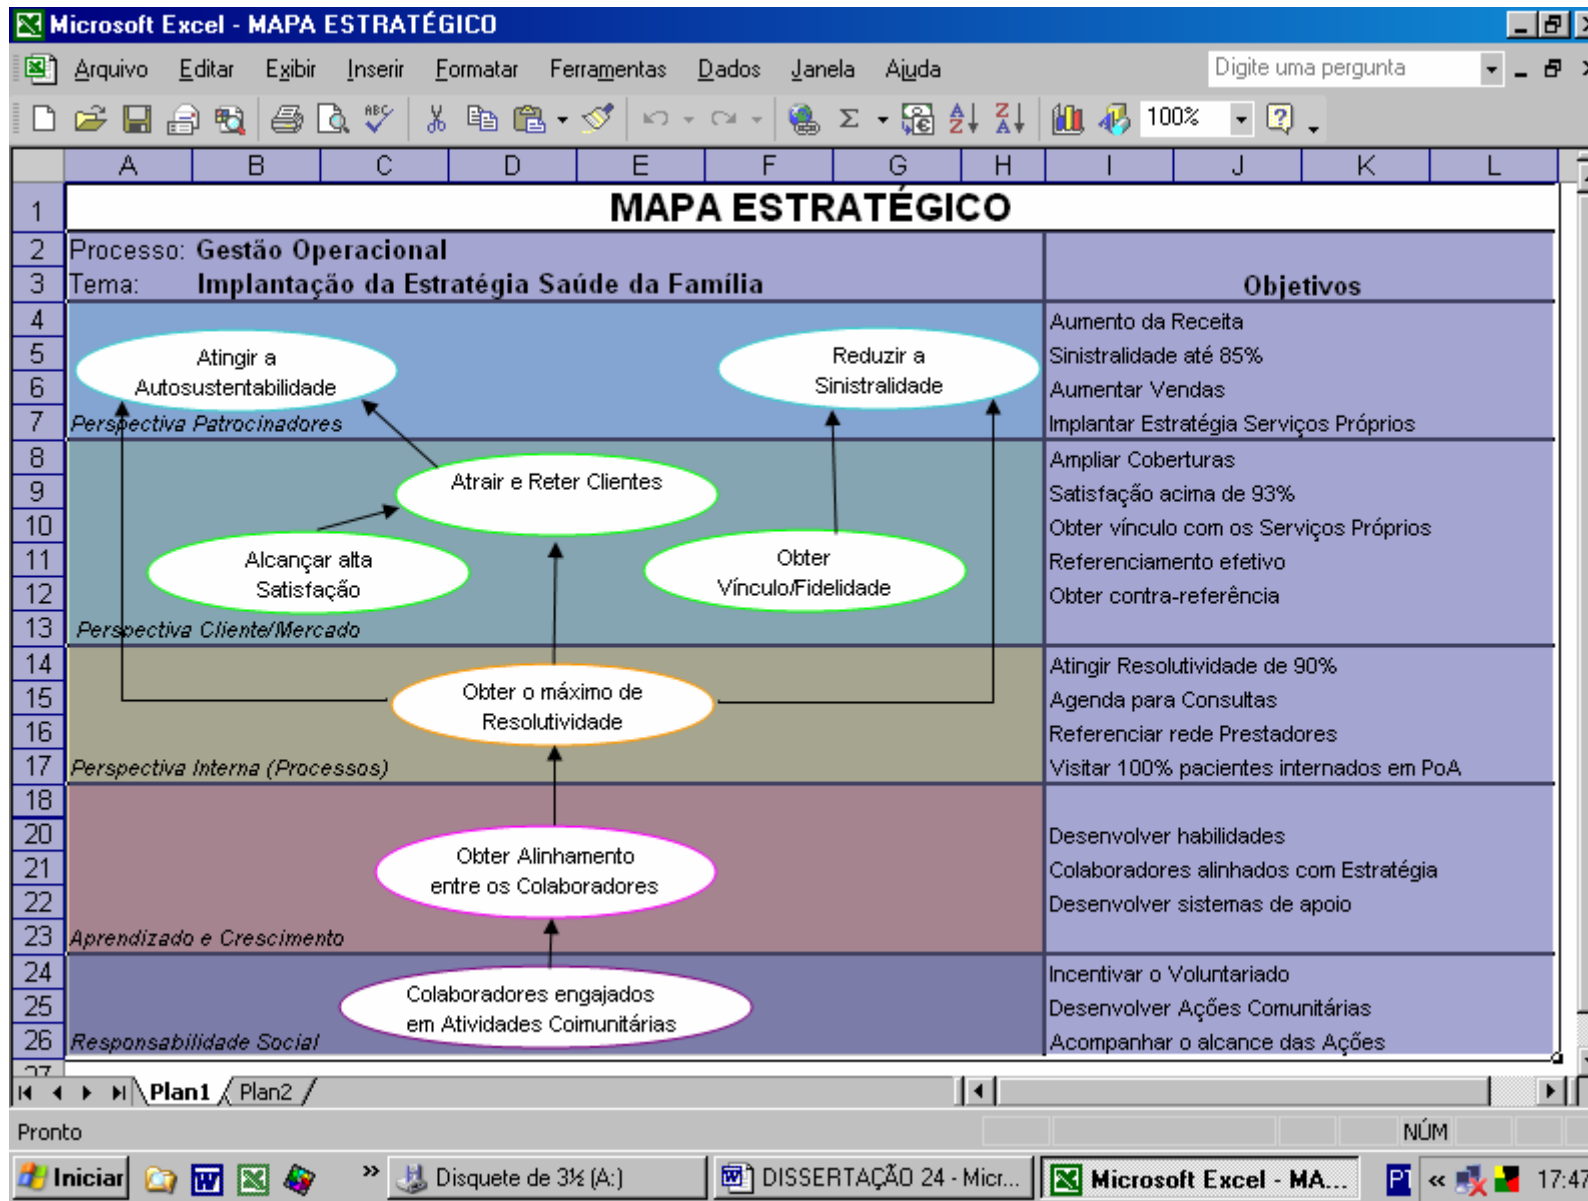 Microsoft Excel - MAPA ESTRATÉGICO
Arquivo Editar Exibir Inserir Formatar Ferramentas Dados Janela Ajuda Digite uma pergunta
100%
A B C D E F G H I J K L
1 MAPA ESTRATÉGICO
2 Processo: Gestão Operacional
3 Tema: Implantação da Estratégia Saúde da Família Objetivos
4 Aumento da Receita
5 Atingir a Reduzir a Sinistralidade até 85%
6 Autosustentabilidade Sinistralidade Aumentar Vendas
7 Perspectiva Patrocinadores Implantar Estratégia Serviços Próprios
8 Ampliar Coberturas
9 Atrair e Reter Clientes Satisfação acima de 93%
10 Obter vínculo com os Serviços Próprios
11 Alcançar alta Obter Referenciamento efetivo
12 Satisfação Vínculo/Fidelidade Obter contra-referência
13 Perspectiva Cliente/Mercado
14 Atingir Resolutividade de 90%
15 Obter o máximo de Agenda para Consultas
16 Resolutividade Referenciar rede Prestadores
17 Perspectiva Interna (Processos) Visitar 100% pacientes internados em PoA
18
20 Obter Alinhamento Desenvolver habilidades
21 entre os Colaboradores Colaboradores alinhados com Estratégia
22 Desenvolver sistemas de apoio
23 Aprendizado e Crescimento
24 Incentivar o Voluntariado
25 Colaboradores engajados Desenvolver Ações Comunitárias
26 em Atividades Coimunitárias Responsabilidade Social Acompanhar o alcance das Ações
27
Plan1 Plan2
Pronto NÚM
Iniciar Disquete de 3½ (A:) DISSERTAÇÃO 24 - Micr... Microsoft Excel - MA... PT 17:47